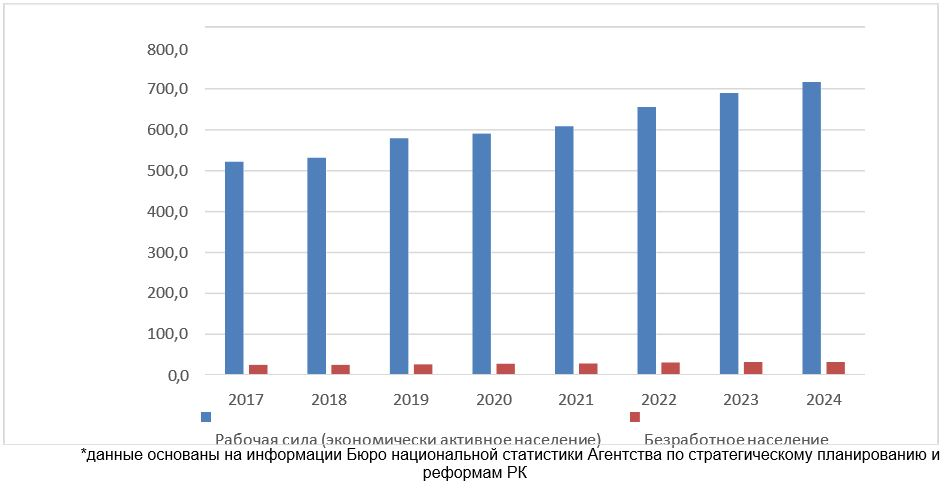 800,0
700,0
600,0
500,0
400,0
300,0
200,0
100,0
0,0
2017 2018 2019 2020 2021 2022 2023 2024
Рабочая сила (экономически активное население) Безработное население
*данные основаны на информации Бюро национальной статистики Агентства по стратегическому планированию и
реформам РК